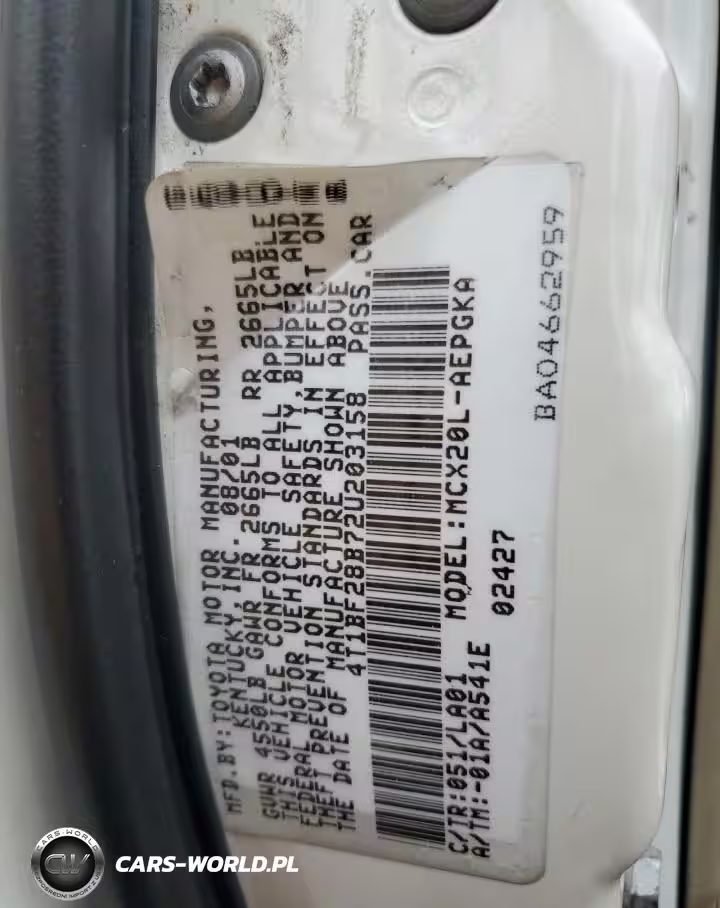 MFD. BY: TOYOTA MOTOR MANUFACTURING,
KENTUCKY, INC. 08/01
GVWR 4550LB GAWR FR 2665LB RR 2665LB
THIS VEHICLE CONFORMS TO ALL APPLICABLE
FEDERAL MOTOR VEHICLE SAFETY, BUMPER AND
THEFT PREVENTION STANDARDS IN EFFECT ON
THE DATE OF MANUFACTURE SHOWN ABOVE
4T1BF28B72U203158 PASS. CAR
C/TR:051/LA01 MODEL:MCX20L-AEPGKA
A/TM:-01A/A541E 02427
BA04662959
CARS-WORLD
CW
CARS-WORLD.PL